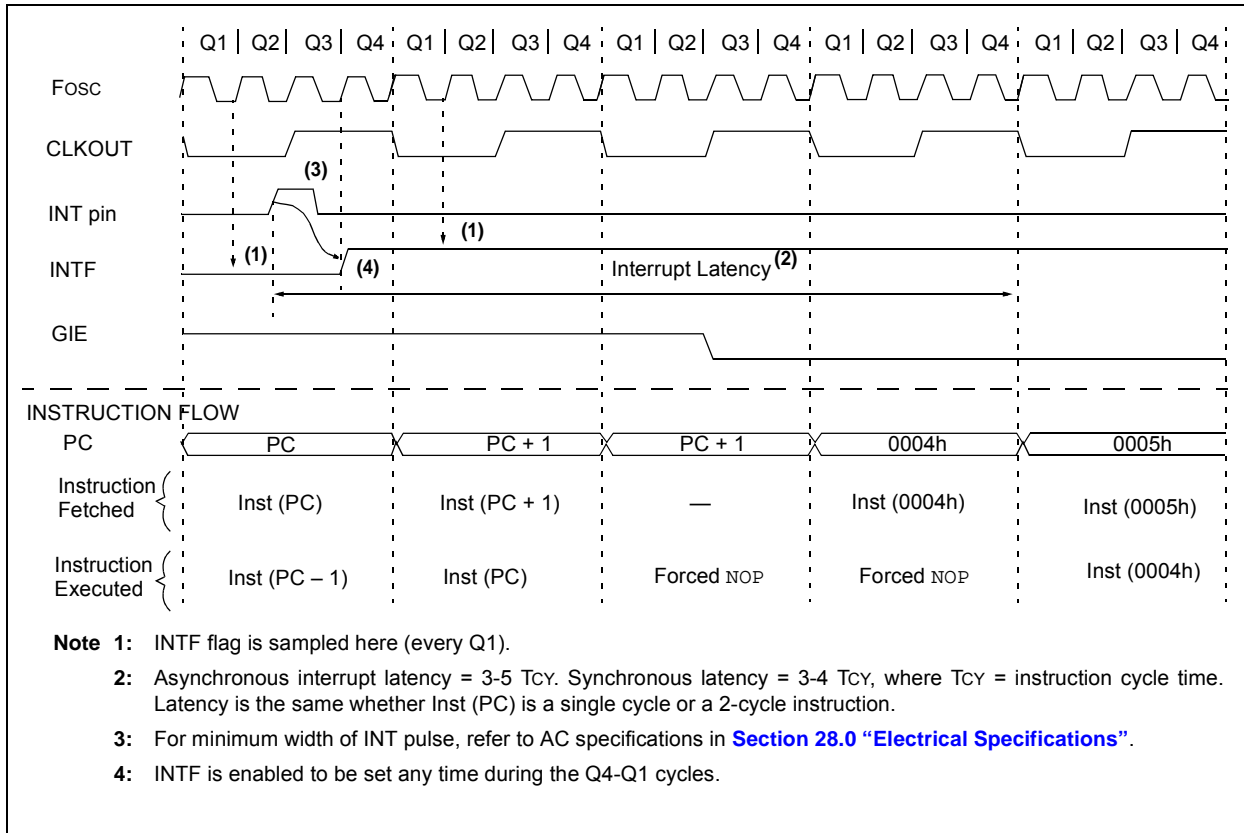 Q1 Q2 Q3 Q4 Q1 Q2 Q3 Q4 Q1 Q2 Q3 Q4 Q1 Q2 Q3 Q4 Q1 Q2 Q3 Q4
FOSC
CLKOUT
(3)
INT pin
(1) (1)
INTF (4) Interrupt Latency (2)
GIE
INSTRUCTION FLOW
PC PC PC + 1 PC + 1 0004h 0005h
Instruction Fetched Inst (PC) Inst (PC + 1) — Inst (0004h) Inst (0005h)
Instruction Executed Inst (PC – 1) Inst (PC) Forced NOP Forced NOP Inst (0004h)
Note 1: INTF flag is sampled here (every Q1).
2: Asynchronous interrupt latency = 3-5 TCY. Synchronous latency = 3-4 TCY, where TCY = instruction cycle time.
Latency is the same whether Inst (PC) is a single cycle or a 2-cycle instruction.
3: For minimum width of INT pulse, refer to AC specifications in Section 28.0 “Electrical Specifications”.
4: INTF is enabled to be set any time during the Q4-Q1 cycles.